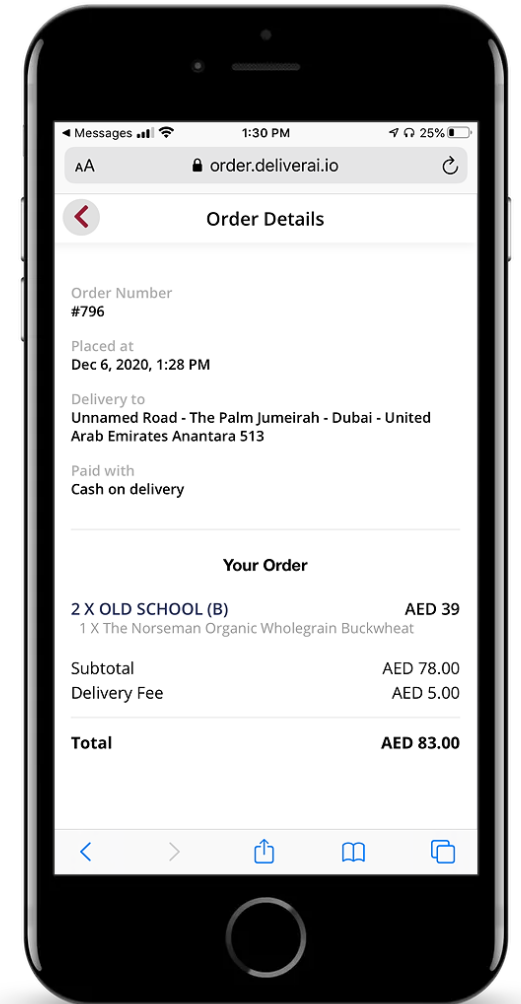 Messages 1:30 PM 25%
AA order.deliverai.io
Order Details
Order Number
#796
Placed at
Dec 6, 2020, 1:28 PM
Delivery to
Unnamed Road - The Palm Jumeirah - Dubai - United
Arab Emirates Anantara 513
Paid with
Cash on delivery
Your Order
2 X OLD SCHOOL (B) AED 39
1 X The Norseman Organic Wholegrain Buckwheat
Subtotal AED 78.00
Delivery Fee AED 5.00
Total AED 83.00